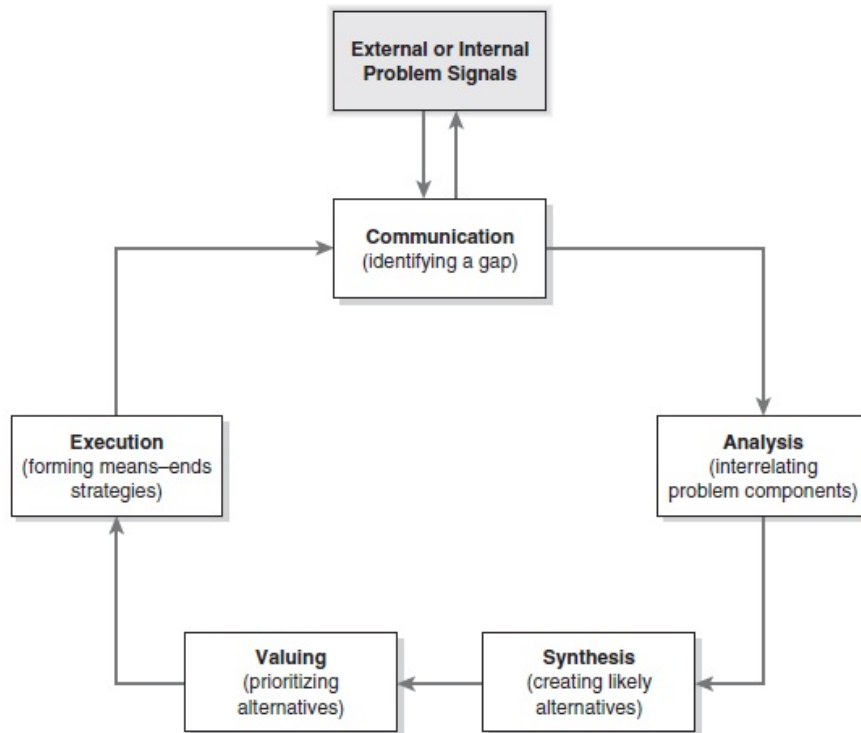 External or Internal
Problem Signals
Communication
(identifying a gap)
Execution
(forming means–ends
strategies)
Analysis
(interrelating
problem components)
Valuing
(prioritizing
alternatives)
Synthesis
(creating likely
alternatives)